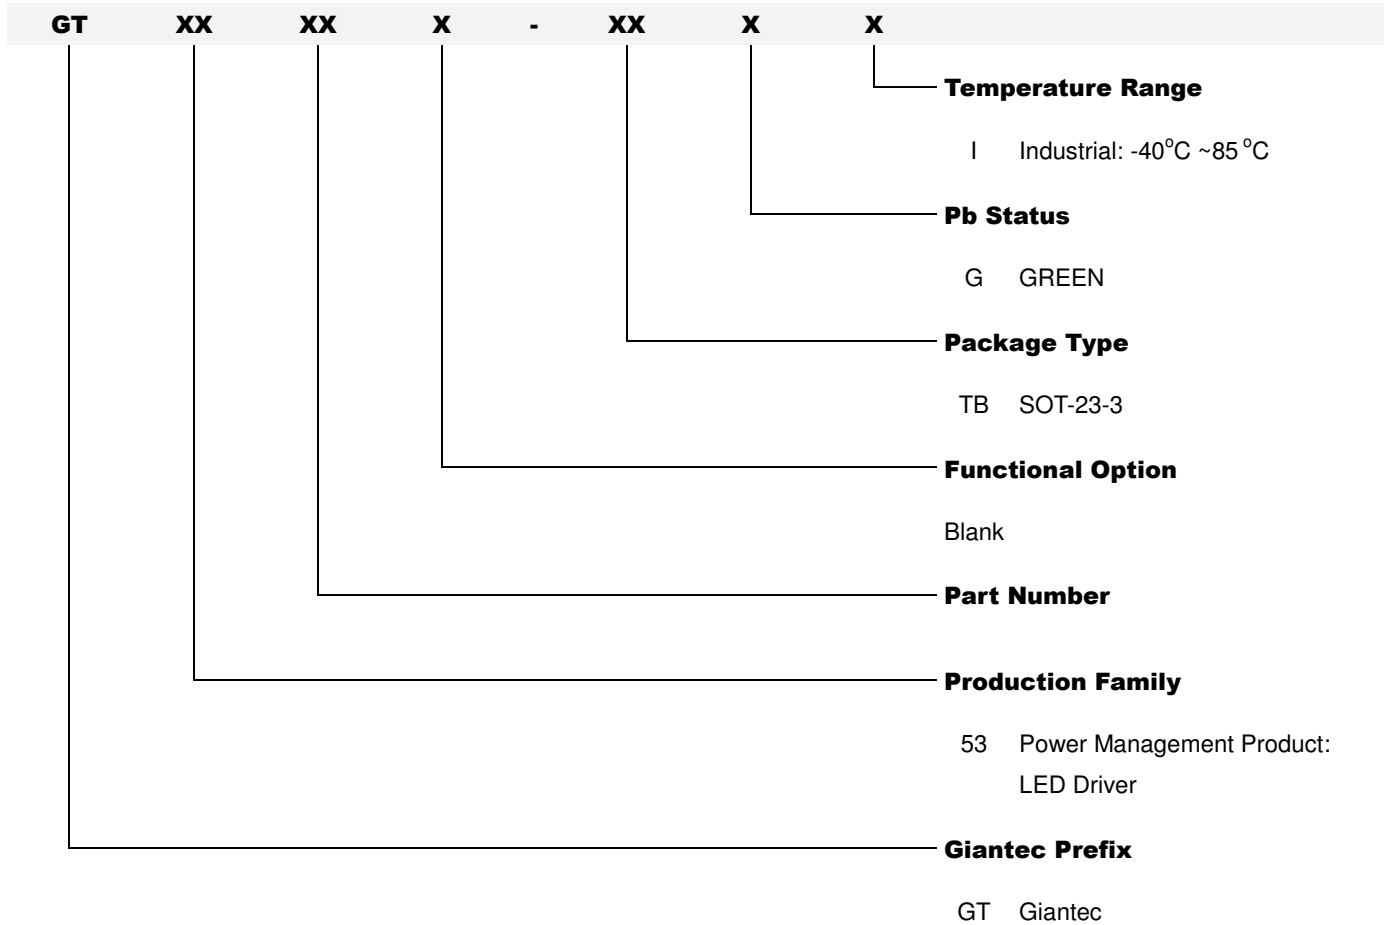 GT XX XX X - XX X X
Temperature Range
I Industrial: -40°C ~85 °C
Pb Status
G GREEN
Package Type
TB SOT-23-3
Functional Option
Blank
Part Number
Production Family
53 Power Management Product:
LED Driver
Giantec Prefix
GT Giantec